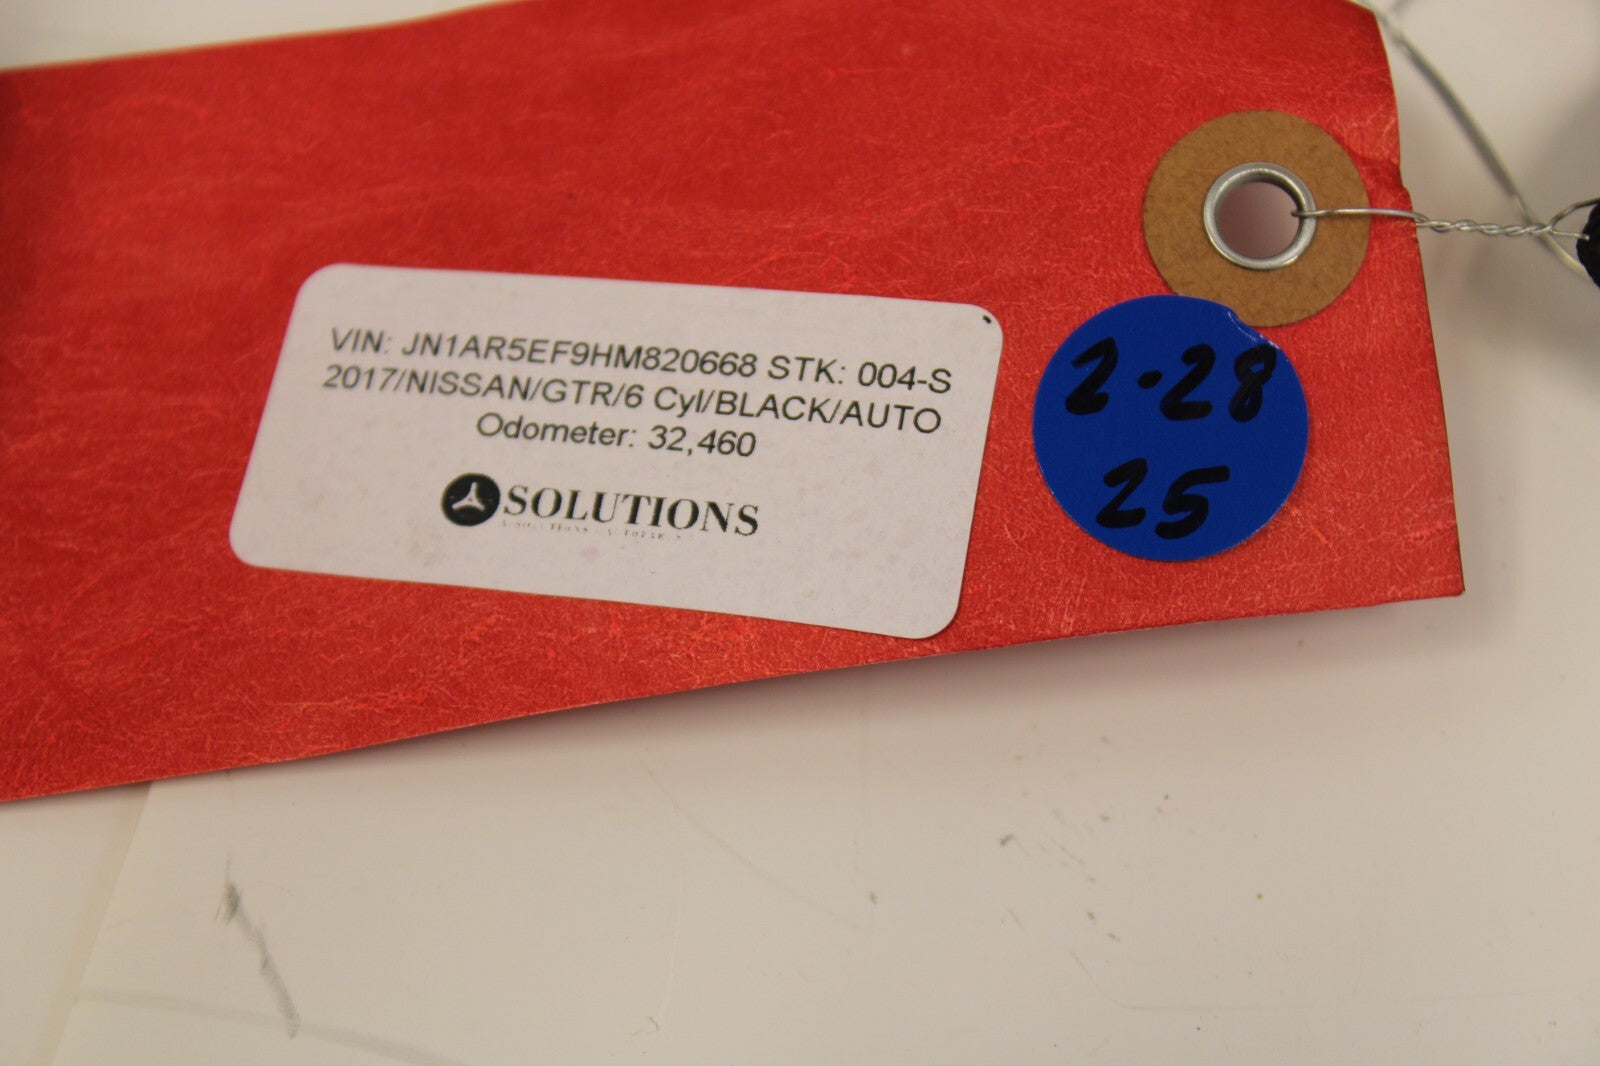 VIN: JN1AR5EF9HM820668 STK: 004-S
2017/NISSAN/GTR/6 Cyl/BLACK/AUTO
Odometer: 32,460
SOLUTIONS
2-28
25